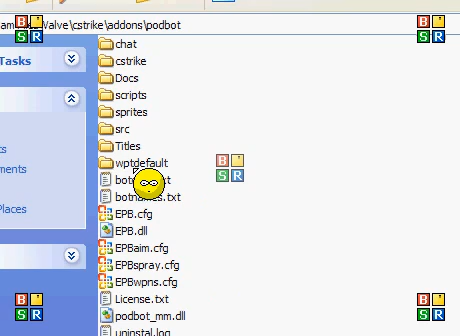 Valve\cstrike\addons\podbot
Tasks
Places
chat
cstrike
Docs
scripts
sprites
src
Titles
wptdefault
botnames.txt
EPB.cfg
EPB.dll
EPBaim.cfg
EPBspray.cfg
EPBwpns.cfg
License.txt
podbot_mm.dll
uninstal.log
B
S R
B
S R
B
S R
B
S R
B
S R